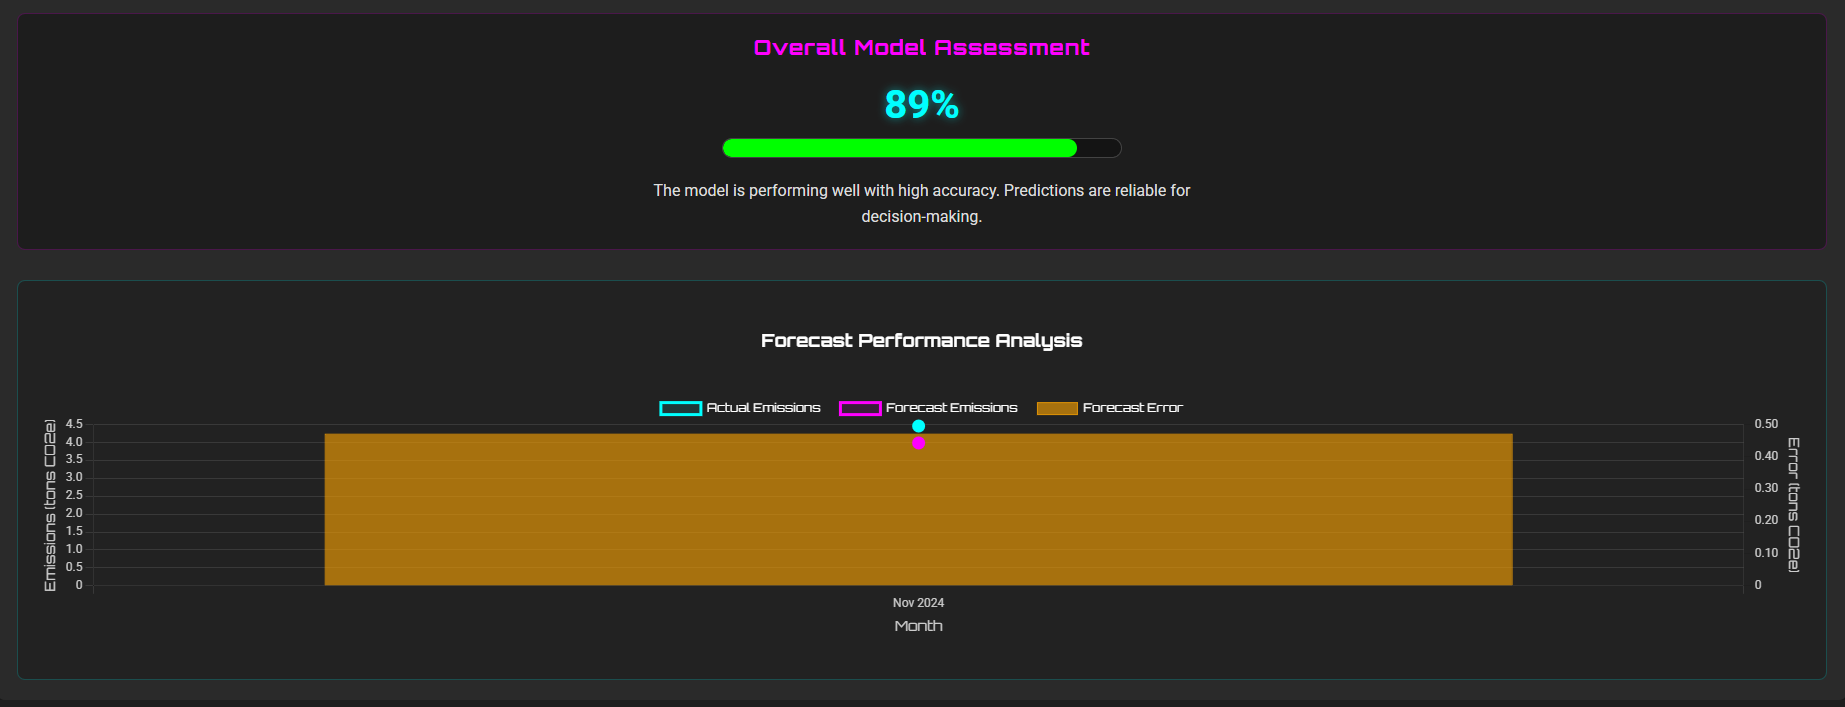 Overall Model Assessment
89%
The model is performing well with high accuracy. Predictions are reliable for
decision-making.
Forecast Performance Analysis
Actual Emissions Forecast Emissions Forecast Error
Emissions (tons CO2e)
4.5
4.0
3.5
3.0
2.5
2.0
1.5
1.0
0.5
0
0.50
0.40
0.30
0.20
0.10
0
Error (tons CO2e)
Nov 2024
Month